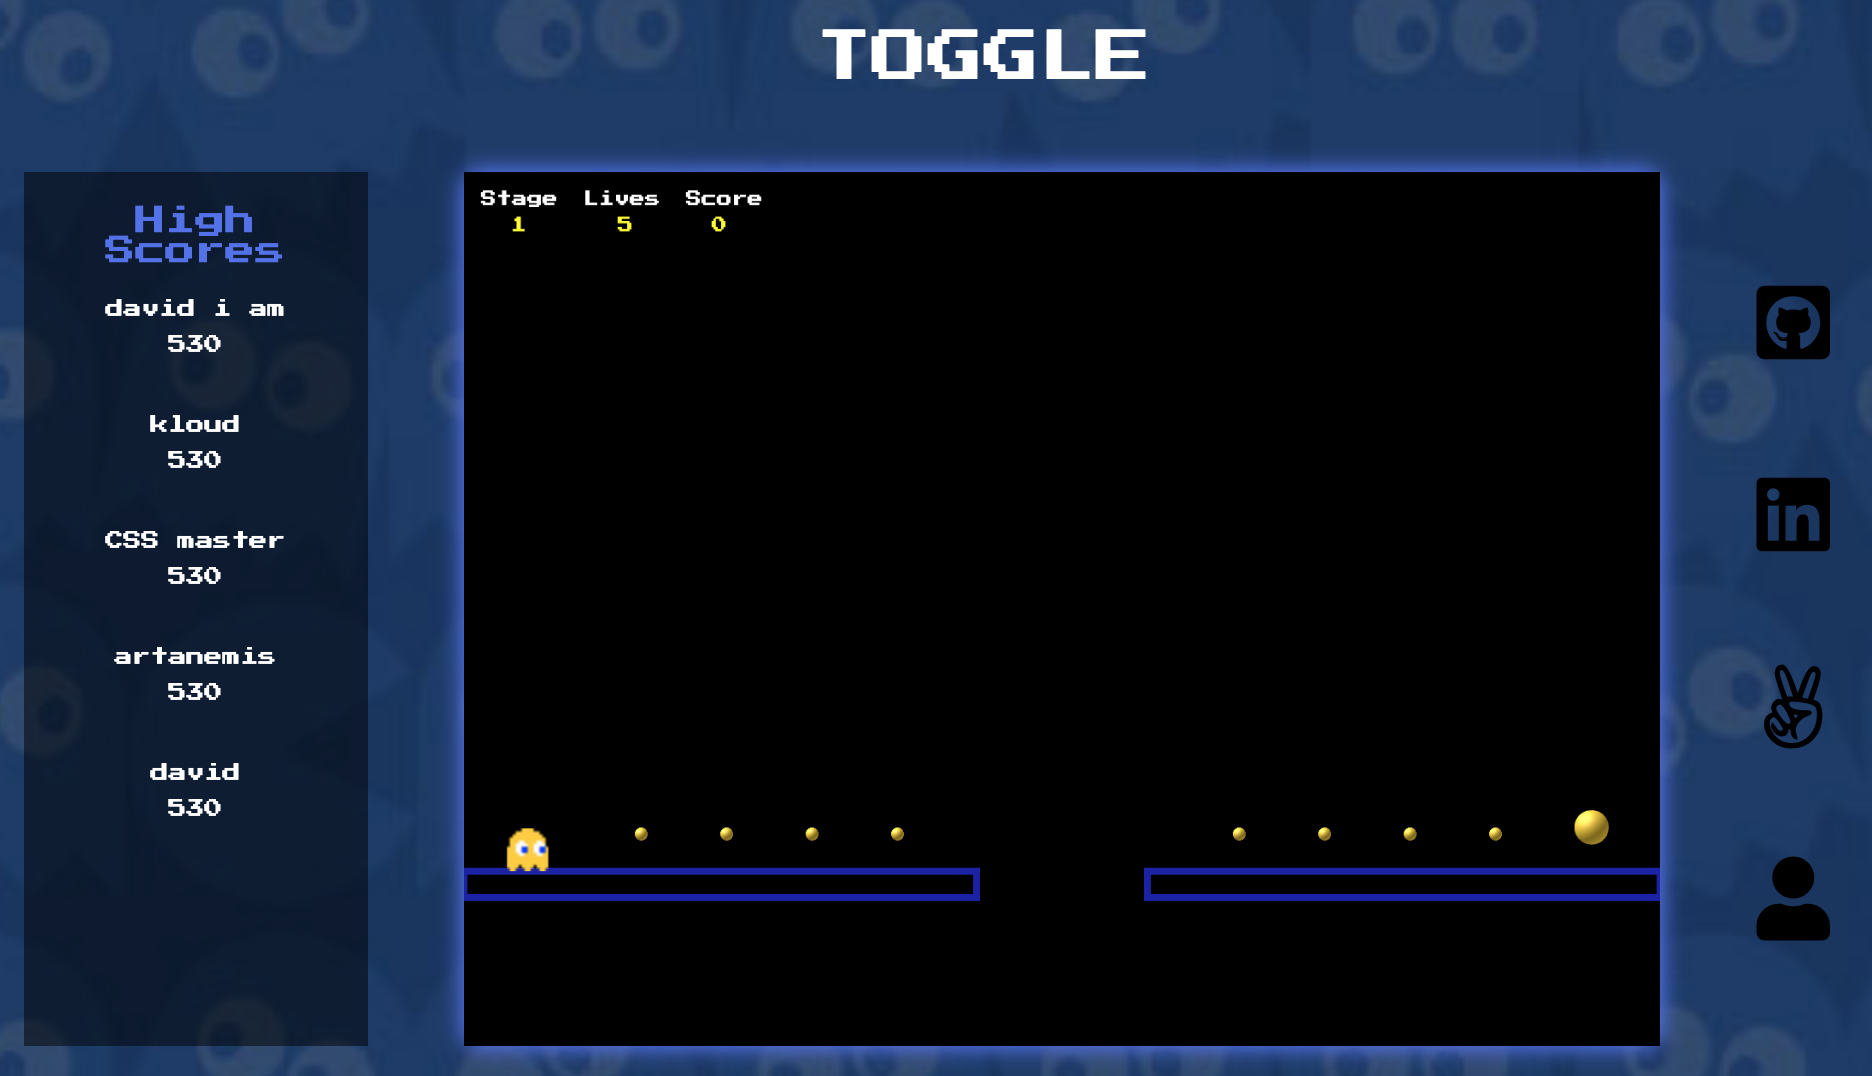 TOGGLE
High
Scores
david i am
530
kloud
530
CSS master
530
artanemis
530
david
530
Stage Lives Score
1 5 0
in